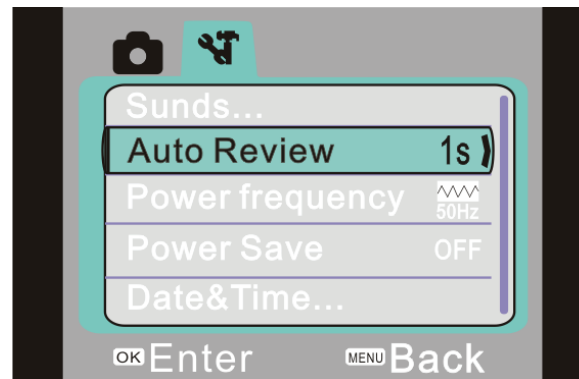 Sunds...
Auto Review 1s
Power frequency 50Hz
Power Save OFF
Date&Time...
OK Enter MENU Back